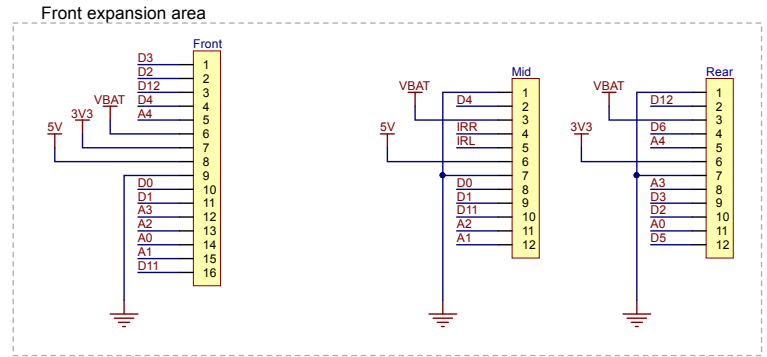 Front expansion area
Front
D3 1
D2 2
D12 3
VBAT D4 4
3V3 A4 5
6
5V 7
8
9
D0 10
D1 11
A3 12
A2 13
A0 14
A1 15
D11 16
Mid
VBAT 1
D4 2
3
5V IRR 4
IRL 5
6
7
D0 8
D1 9
D11 10
A2 11
A1 12
Rear
VBAT 1
D12 2
3
3V3 D6 4
A4 5
6
7
A3 8
D3 9
D2 10
A0 11
D5 12